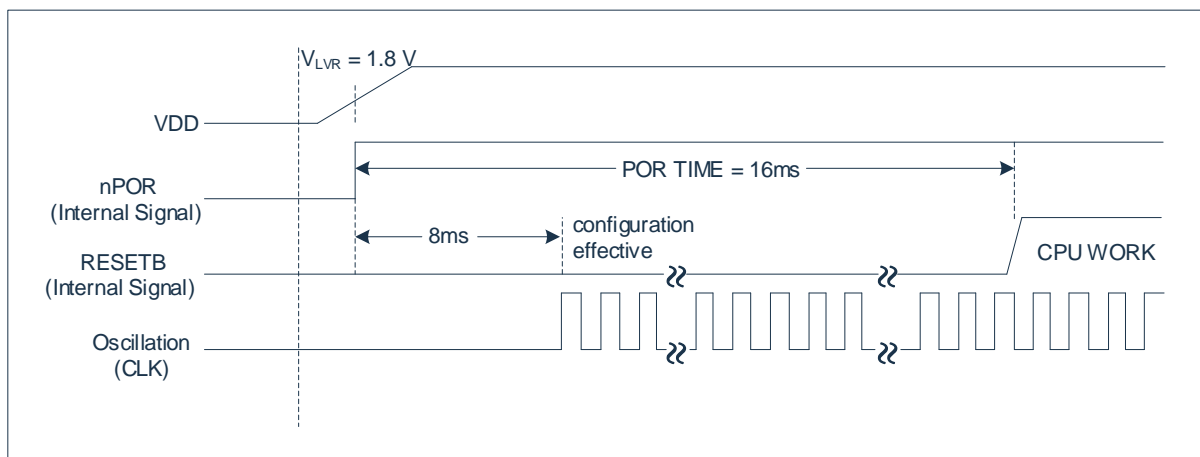 VLVR = 1.8 V
VDD
nPOR
(Internal Signal)
POR TIME = 16ms
8ms
configuration
effective
RESETB
(Internal Signal)
CPU WORK
Oscillation
(CLK)